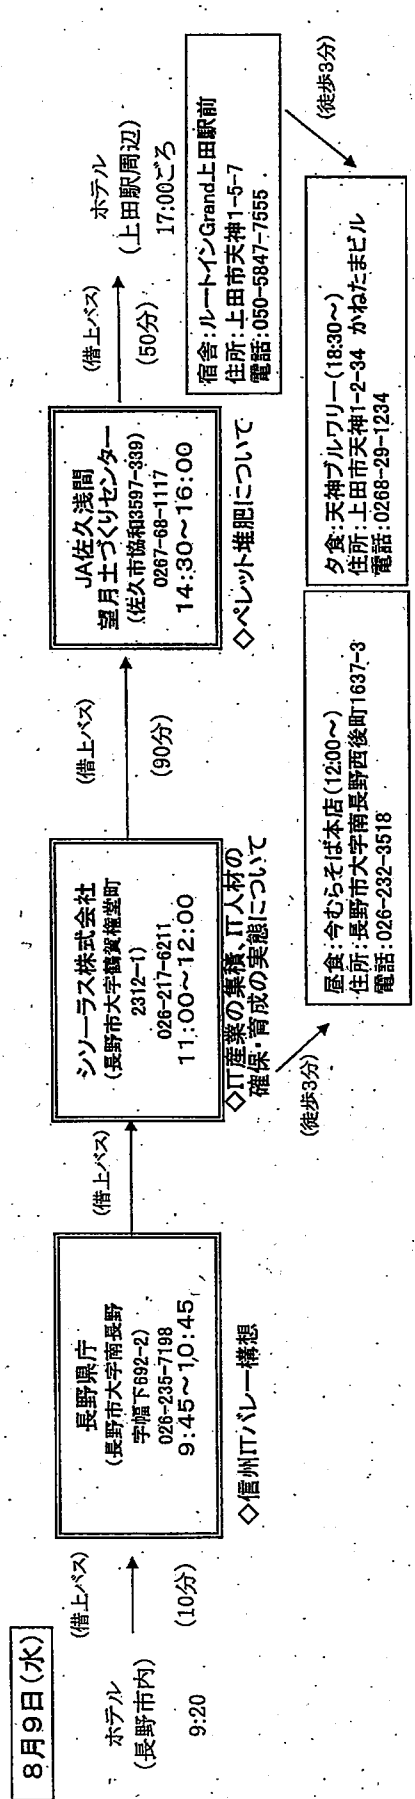 8月9日(水)
ホテル
(長野市内)
9:20
(借上バス)
(10分)
長野県庁
(長野市大字南長野
字幅下692-2)
026-235-7198
9:45~10:45
◇信州ITバレー構想
(借上バス)
シソーラス株式会社
(長野市大字鶴賀権堂町
2312-1)
026-217-6211
11:00~12:00
◇IT産業の集積、IT人材の
確保・育成の実態について
(徒歩3分)
昼食:今むらそば本店(12:00~)
住所:長野市大字南長野西後町1637-3
電話:026-232-3518
(借上バス)
(90分)
JA佐久浅間
望月土づくりセンター
(佐久市協和3597-339)
0267-68-1117
14:30~16:00
◇ペレット堆肥について
(借上バス)
(50分)
ホテル
(上田駅周辺)
17:00ごろ
宿舎:ルートインGrand上田駅前
住所:上田市天神1-5-7
電話:050-5847-7555
(徒歩3分)
夕食:天神ブルワリー(18:30~)
住所:上田市天神1-2-34 かねたまビル
電話:0268-29-1234